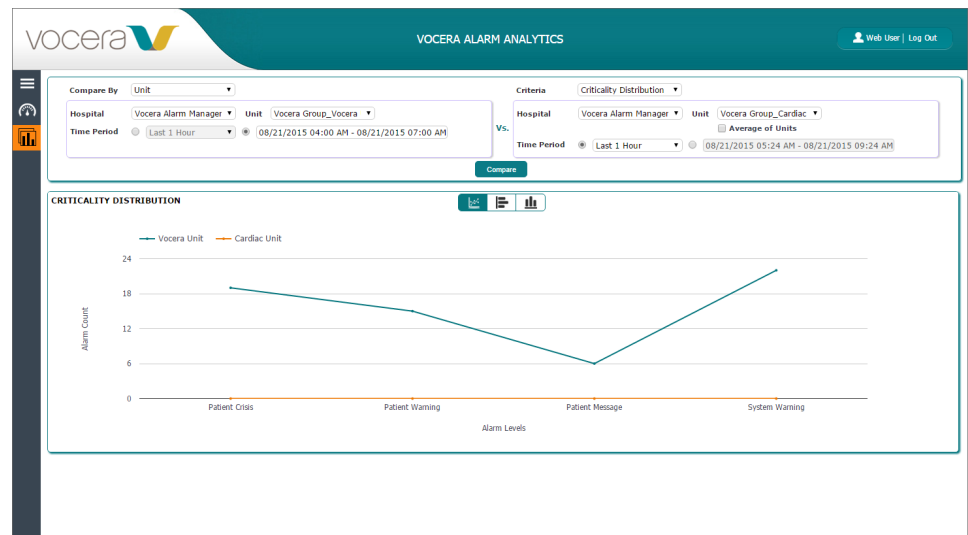 vocera
VOCERA ALARM ANALYTICS
Web User | Log Out
Compare By Unit
Criteria Criticality Distribution
Hospital Vocera Alarm Manager Unit Vocera Group_Vocera
Time Period Last 1 Hour 08/21/2015 04:00 AM - 08/21/2015 07:00 AM
Vs.
Hospital Vocera Alarm Manager Unit Vocera Group_Cardiac
Average of Units
Time Period Last 1 Hour 08/21/2015 05:24 AM - 08/21/2015 09:24 AM
Compare
CRITICALITY DISTRIBUTION
Vocera Unit Cardiac Unit
24
18
12
6
0
Alarm Count
Patient Crisis Patient Warning Patient Message System Warning
Alarm Levels